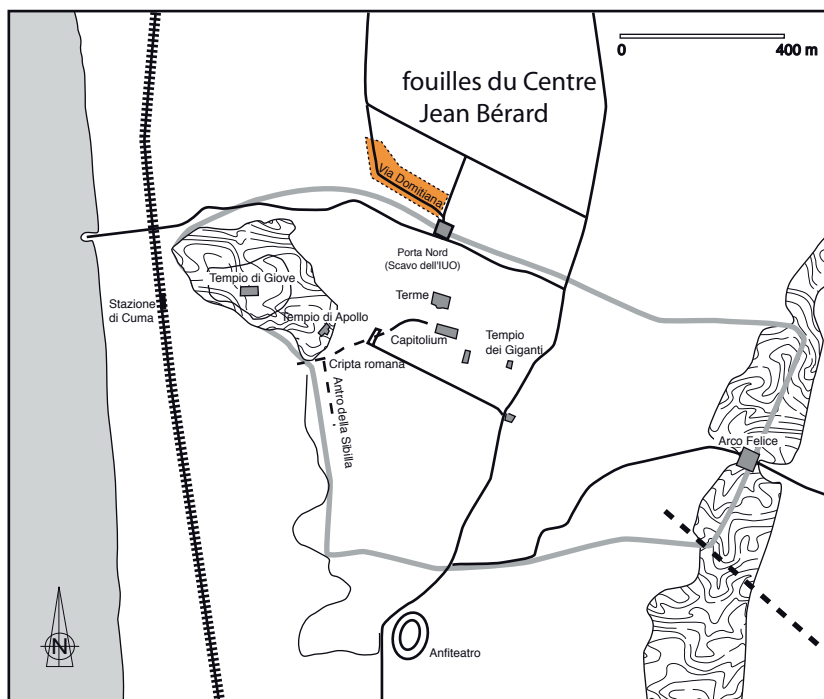 0 400 m
fouilles du Centre
Jean Bérard
Via Domitiana
Porta Nord
(Scavo dell'IUO)
Tempio di Giove
Terme
Stazione
di Cuma
Tempio di Apollo
Capitolium
Tempio
dei Giganti
Cripta romana
Antro della
Sibilla
Arco Felice
N
Anfiteatro